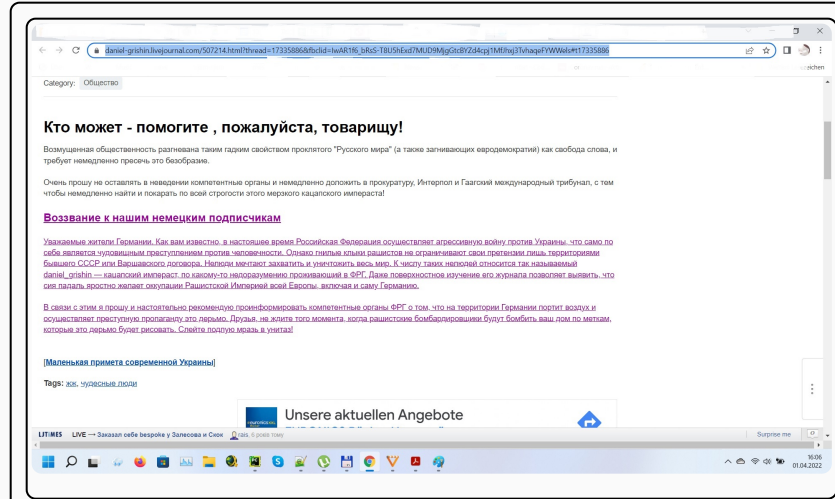 daniel-grishin.livejournal.com/507214.html?thread=17335886&fbclid=IwAR1f6_bRsS-T8U5hExd7MUD9MjgGtcBYZd4cpj1MfJhxj3TvhaqeFYWWels#t17335886
zeichen
Category: Общество
Кто может - помогите , пожалуйста, товарищу!
Возмущенная общественность разгневана таким гадким свойством проклятого "Русского мира" (а также загнивающих евродемократий) как свобода слова, и
требует немедленно пресечь это безобразие.
Очень прошу не оставлять в неведении компетентные органы и немедленно доложить в прокуратуру, Интерпол и Гаагский международный трибунал, с тем
чтобы немедленно найти и покарать по всей строгости этого мерзкого кацапского империаста!
Воззвание к нашим немецким подписчикам
Уважаемые жители Германии. Как вам известно, в настоящее время Российская Федерация осуществляет агрессивную войну против Украины, что само по
себе является чудовищным преступлением против человечности. Однако гнилые клыки рашистов не ограничивают свои претензии лишь территориями
бывшего СССР или Варшавского договора. Нелюди мечтают захватить и уничтожить весь мир. К числу таких нелюдей относится так называемый
daniel_grishin — кацапский империаст, по какому-то недоразумению проживающий в ФРГ. Даже поверхностное изучение его журнала позволяет выявить, что
сия падаль яростно желает оккупации Рашистской Империей всей Европы, включая и саму Германию.
В связи с этим я прошу и настоятельно рекомендую проинформировать компетентные органы ФРГ о том, что на территории Германии портит воздух и
осуществляет преступную пропаганду это дерьмо. Друзья, не ждите того момента, когда рашистские бомбардировщики будут бомбить ваш дом по меткам,
которые это дерьмо будет рисовать. Слейте подлую мразь в унитаз!
[Маленькая примета современной Украины]
Tags: жж, чудесные люди
Unsere aktuellen Angebote
LJTIMES LIVE → Заказал себе bespoke у Залесова и Скок rais 6 років тому Surprise me
16:06
01.04.2022